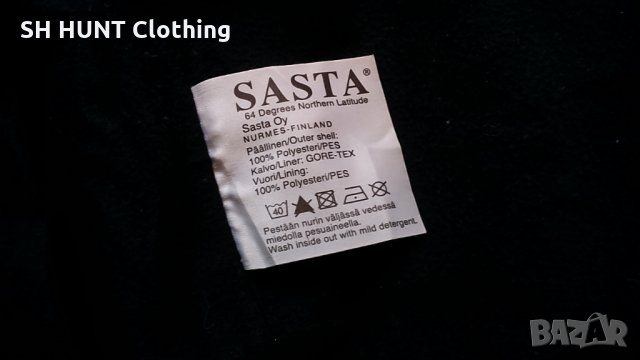 SH HUNT Clothing
SASTA®
64 Degrees Northern Latitude
Sasta Oy
NURMES-FINLAND
Päällinen/Outer shell:
100% Polyesteri/PES
Kalvo/Liner: GORE-TEX
Vuori/Lining:
100% Polyesteri/PES
40
Pestään nurin väljässä vedessä
miedolla pesuaineella.
Wash inside out with mild detergent.
BAZAR